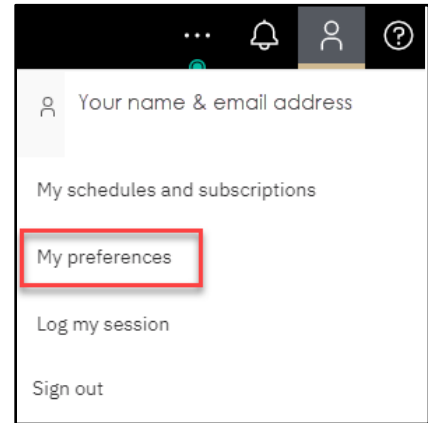 ...
?
Your name & email address
My schedules and subscriptions
My preferences
Log my session
Sign out